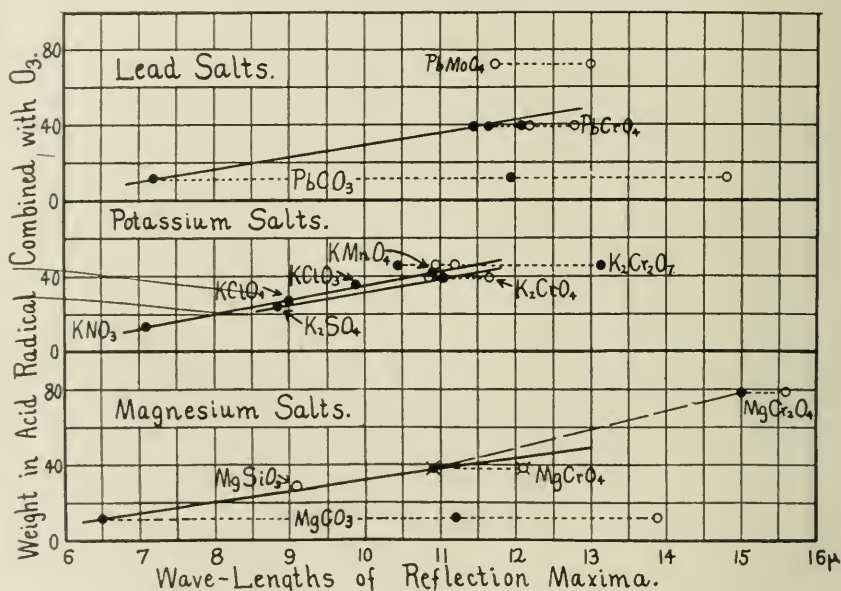 Weight in Acid Radical Combined with O₃.
80
40
0
40
0
80
40
0
Lead Salts.
PbMoO₄
PbCrO₄
PbCO₃
Potassium Salts.
KMnO₄
KClO₃
KClO₄
K₂Cr₂O₇
K₂CrO₄
K₂SO₄
KNO₃
Magnesium Salts.
MgCr₂O₄
MgSiO₃
MgCrO₄
MgCO₃
6 7 8 9 10 11 12 13 14 15 16μ
Wave-Lengths of Reflection Maxima.